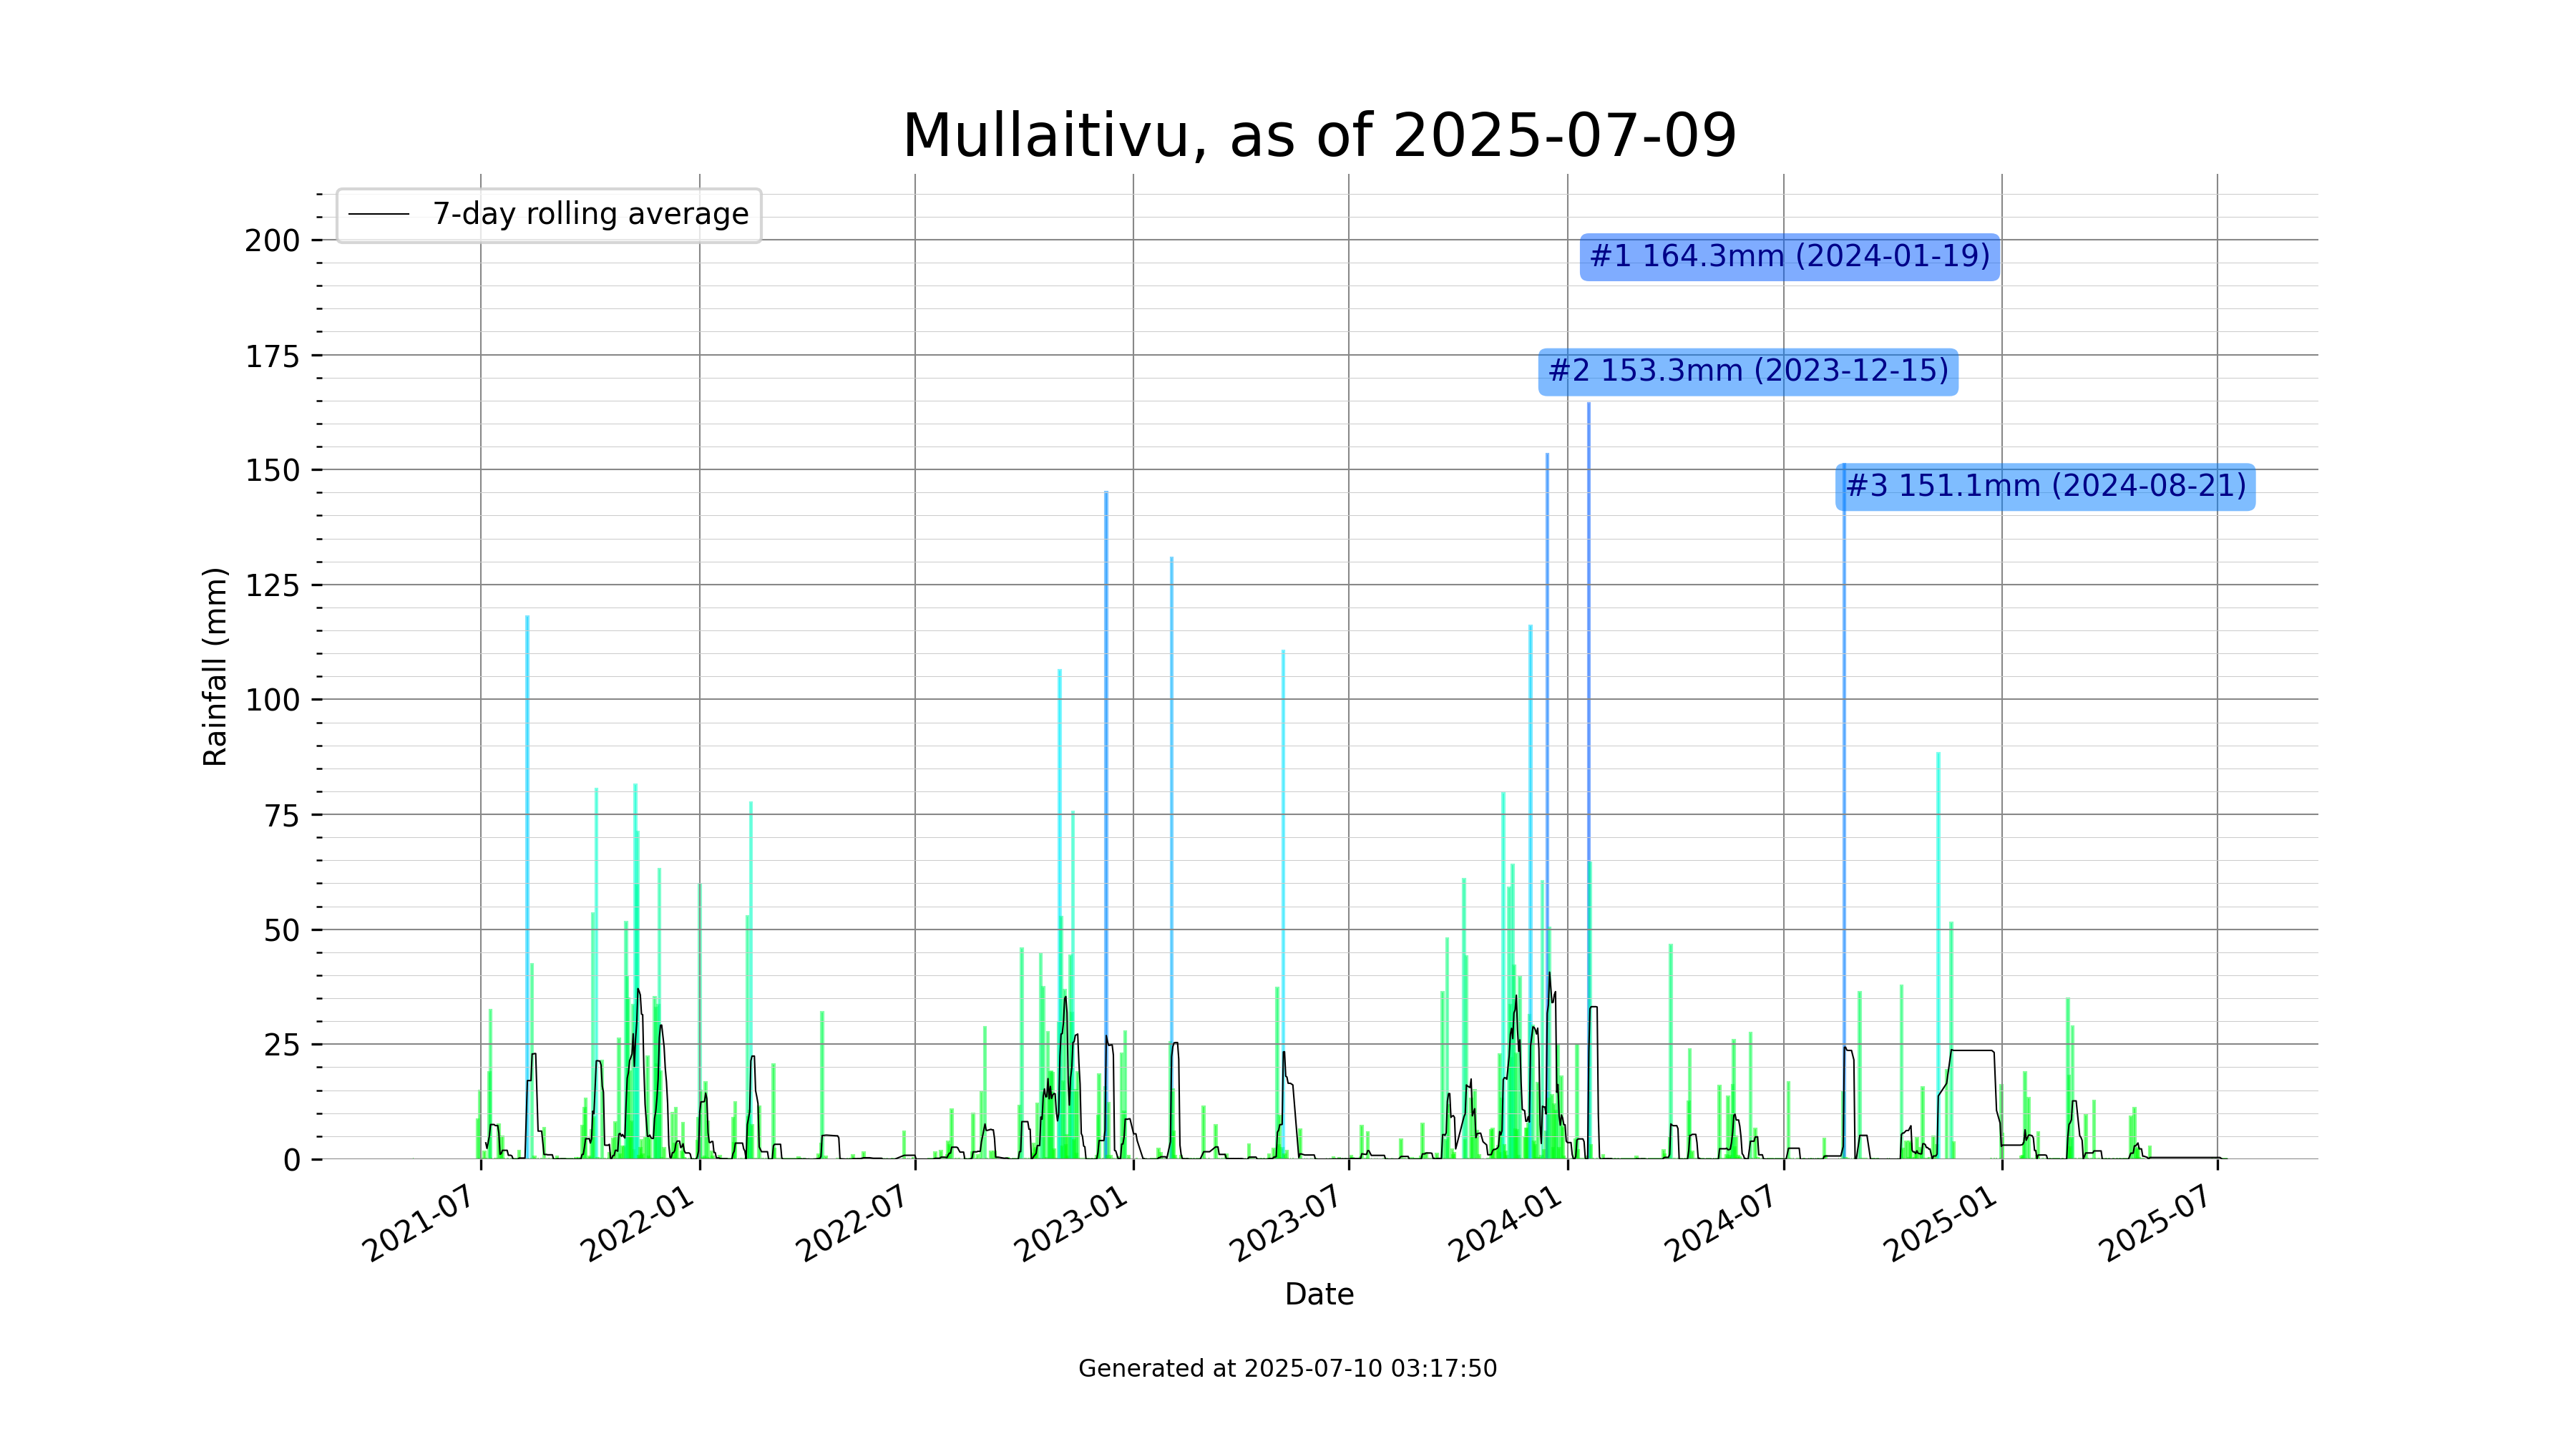 Mullaitivu, as of 2025-07-09
7-day rolling average
#1 164.3mm (2024-01-19)
#2 153.3mm (2023-12-15)
#3 151.1mm (2024-08-21)
Rainfall (mm)
200
175
150
125
100
75
50
25
0
2021-07
2022-01
2022-07
2023-01
2023-07
2024-01
2024-07
2025-01
2025-07
Date
Generated at 2025-07-10 03:17:50